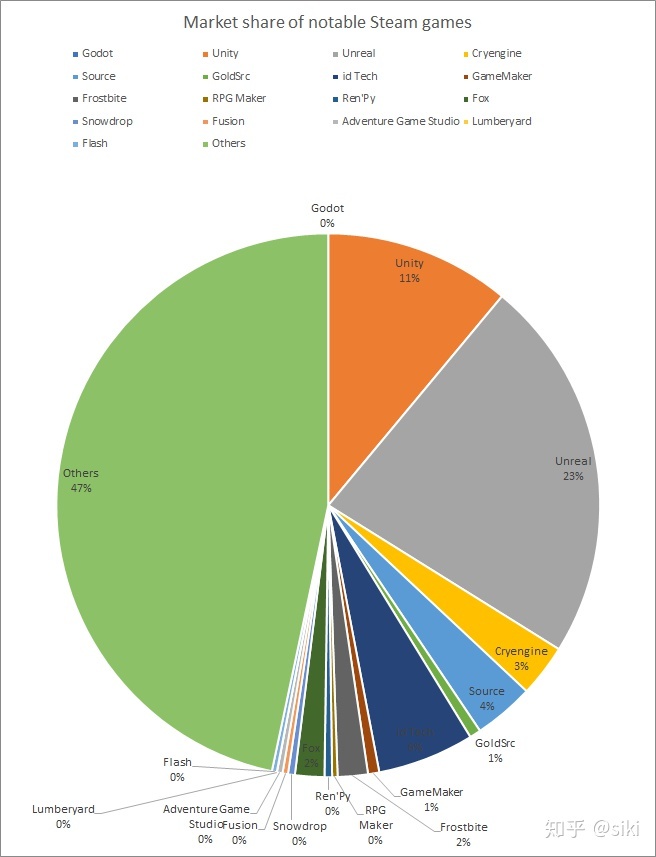 Market share of notable Steam games
Godot Unity Unreal Cryengine
Source GoldSrc id Tech GameMaker
Frostbite RPG Maker Ren'Py Fox
Snowdrop Fusion Adventure Game Studio Lumberyard
Flash Others
Godot
0%
Unity
11%
Unreal
23%
Others
47%
Cryengine
3%
Source
4%
GoldSrc
1%
Fox
2%
Flash
0%
GameMaker
1%
Ren'Py
0%
Lumberyard
0%
Adventure Game
Studio 0%
Fusion
0%
Snowdrop
0%
RPG
Maker
0%
Frostbite
2%
知乎 @siki